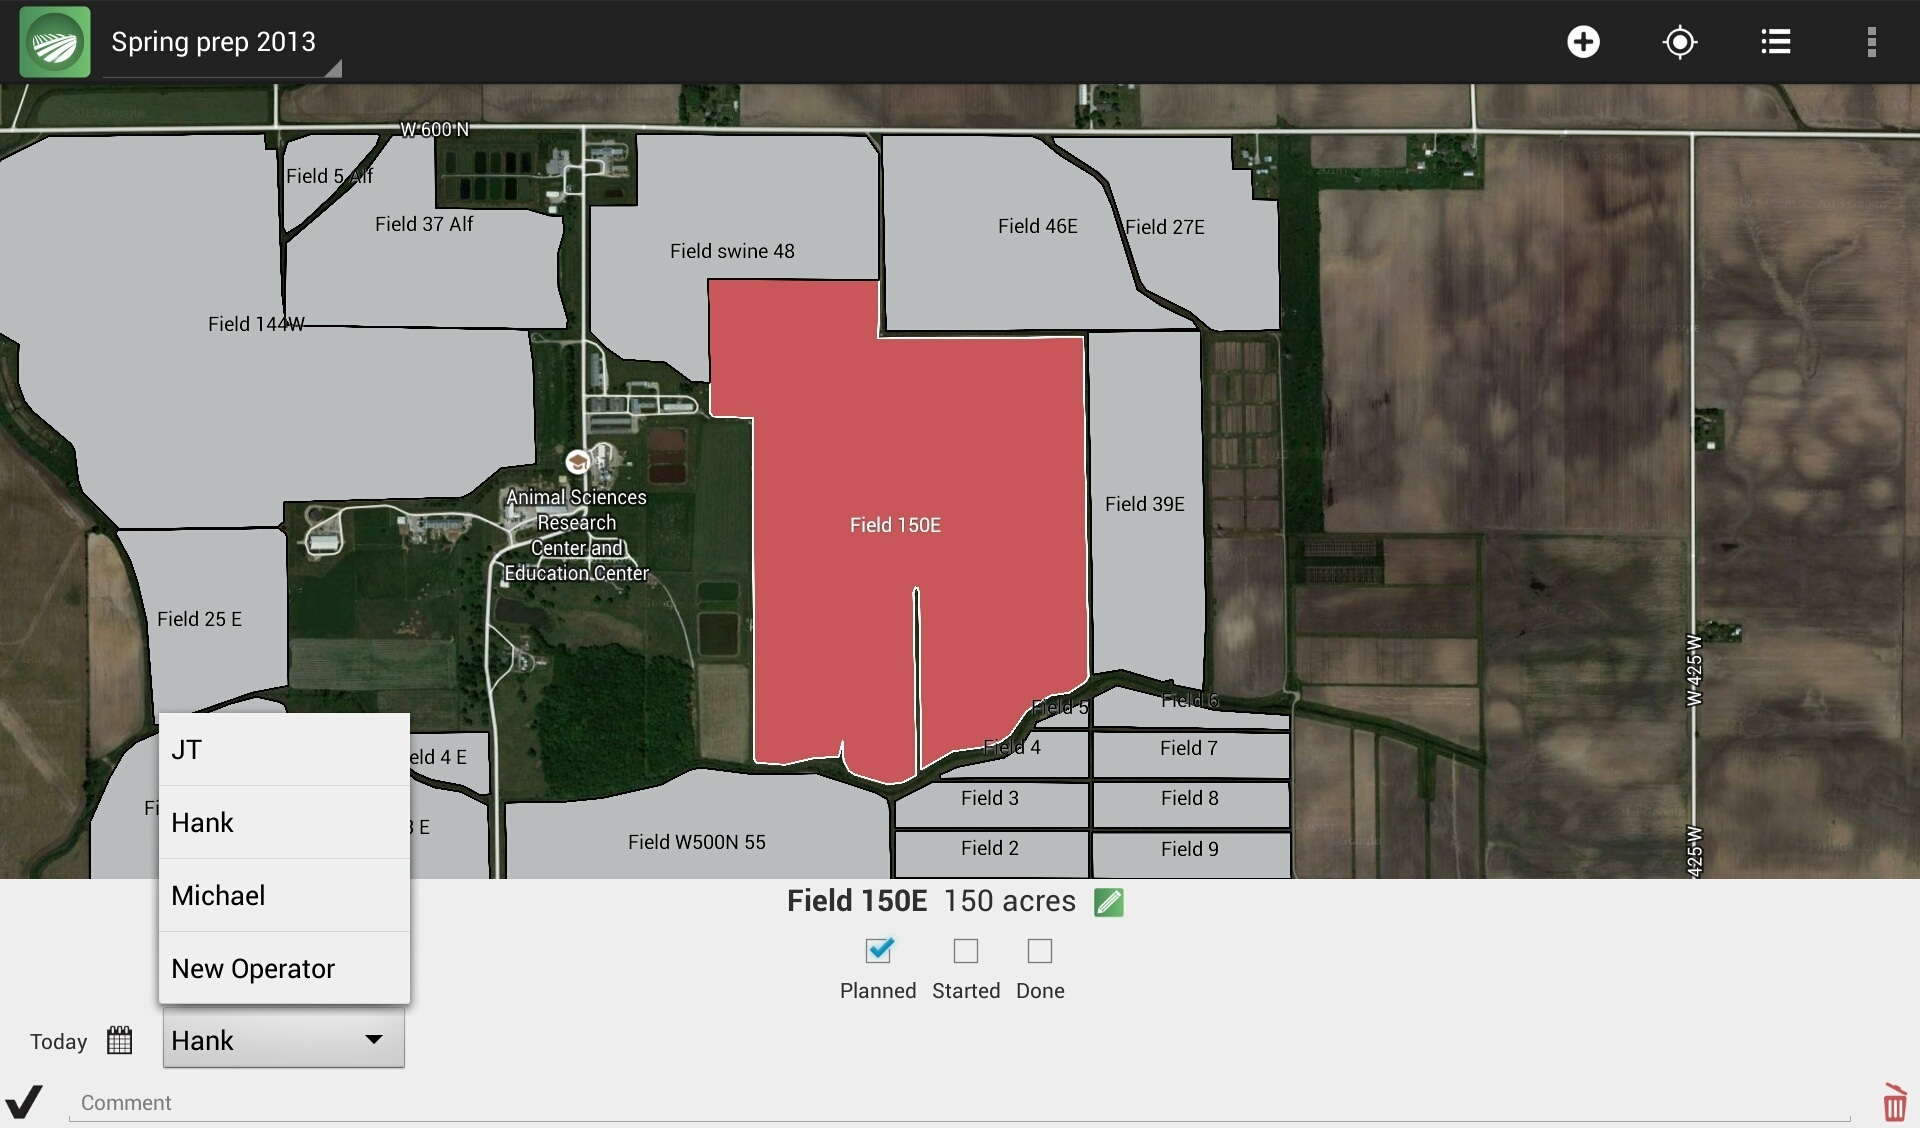 Spring prep 2013
W 600 N
Field 5 Alf
Field 37 Alf
Field swine 48
Field 46E
Field 27E
Field 144W
Field 150E
Field 39E
Animal Sciences
Research
Center and
Education Center
Field 25 E
W 425 W
Field 5
Field 6
Field 4
Field 7
eld 4 E
Field 3
Field 8
Fi
3 E
Field W500N 55
Field 2
Field 9
425 W
JT
Hank
Michael
New Operator
Field 150E 150 acres
Planned Started Done
Today
Hank
Comment